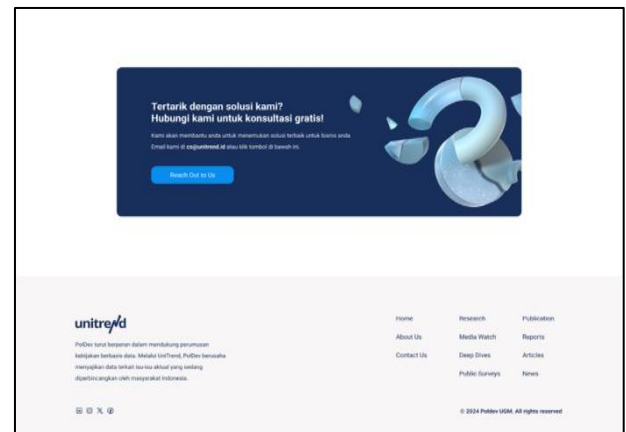 Tertarik dengan solusi kami?
Hubungi kami untuk konsultasi gratis!
Kami akan membantu anda untuk menemukan solusi terbaik untuk bisnis anda
Email kami di cs@unitrend.id atau klik tombol di bawah ini.
Reach Out to Us
unitrend
PolDev turut berperan dalam mendukung perumusan
kebijakan berbasis data. Melalui UniTrend, PolDev berusaha
menyajikan data terkait isu-isu aktual yang sedang
diperbincangkan oleh masyarakat Indonesia.
Home
About Us
Contact Us
Research
Media Watch
Deep Dives
Public Surveys
Publication
Reports
Articles
News
© 2024 Poldev UGM. All rights reserved